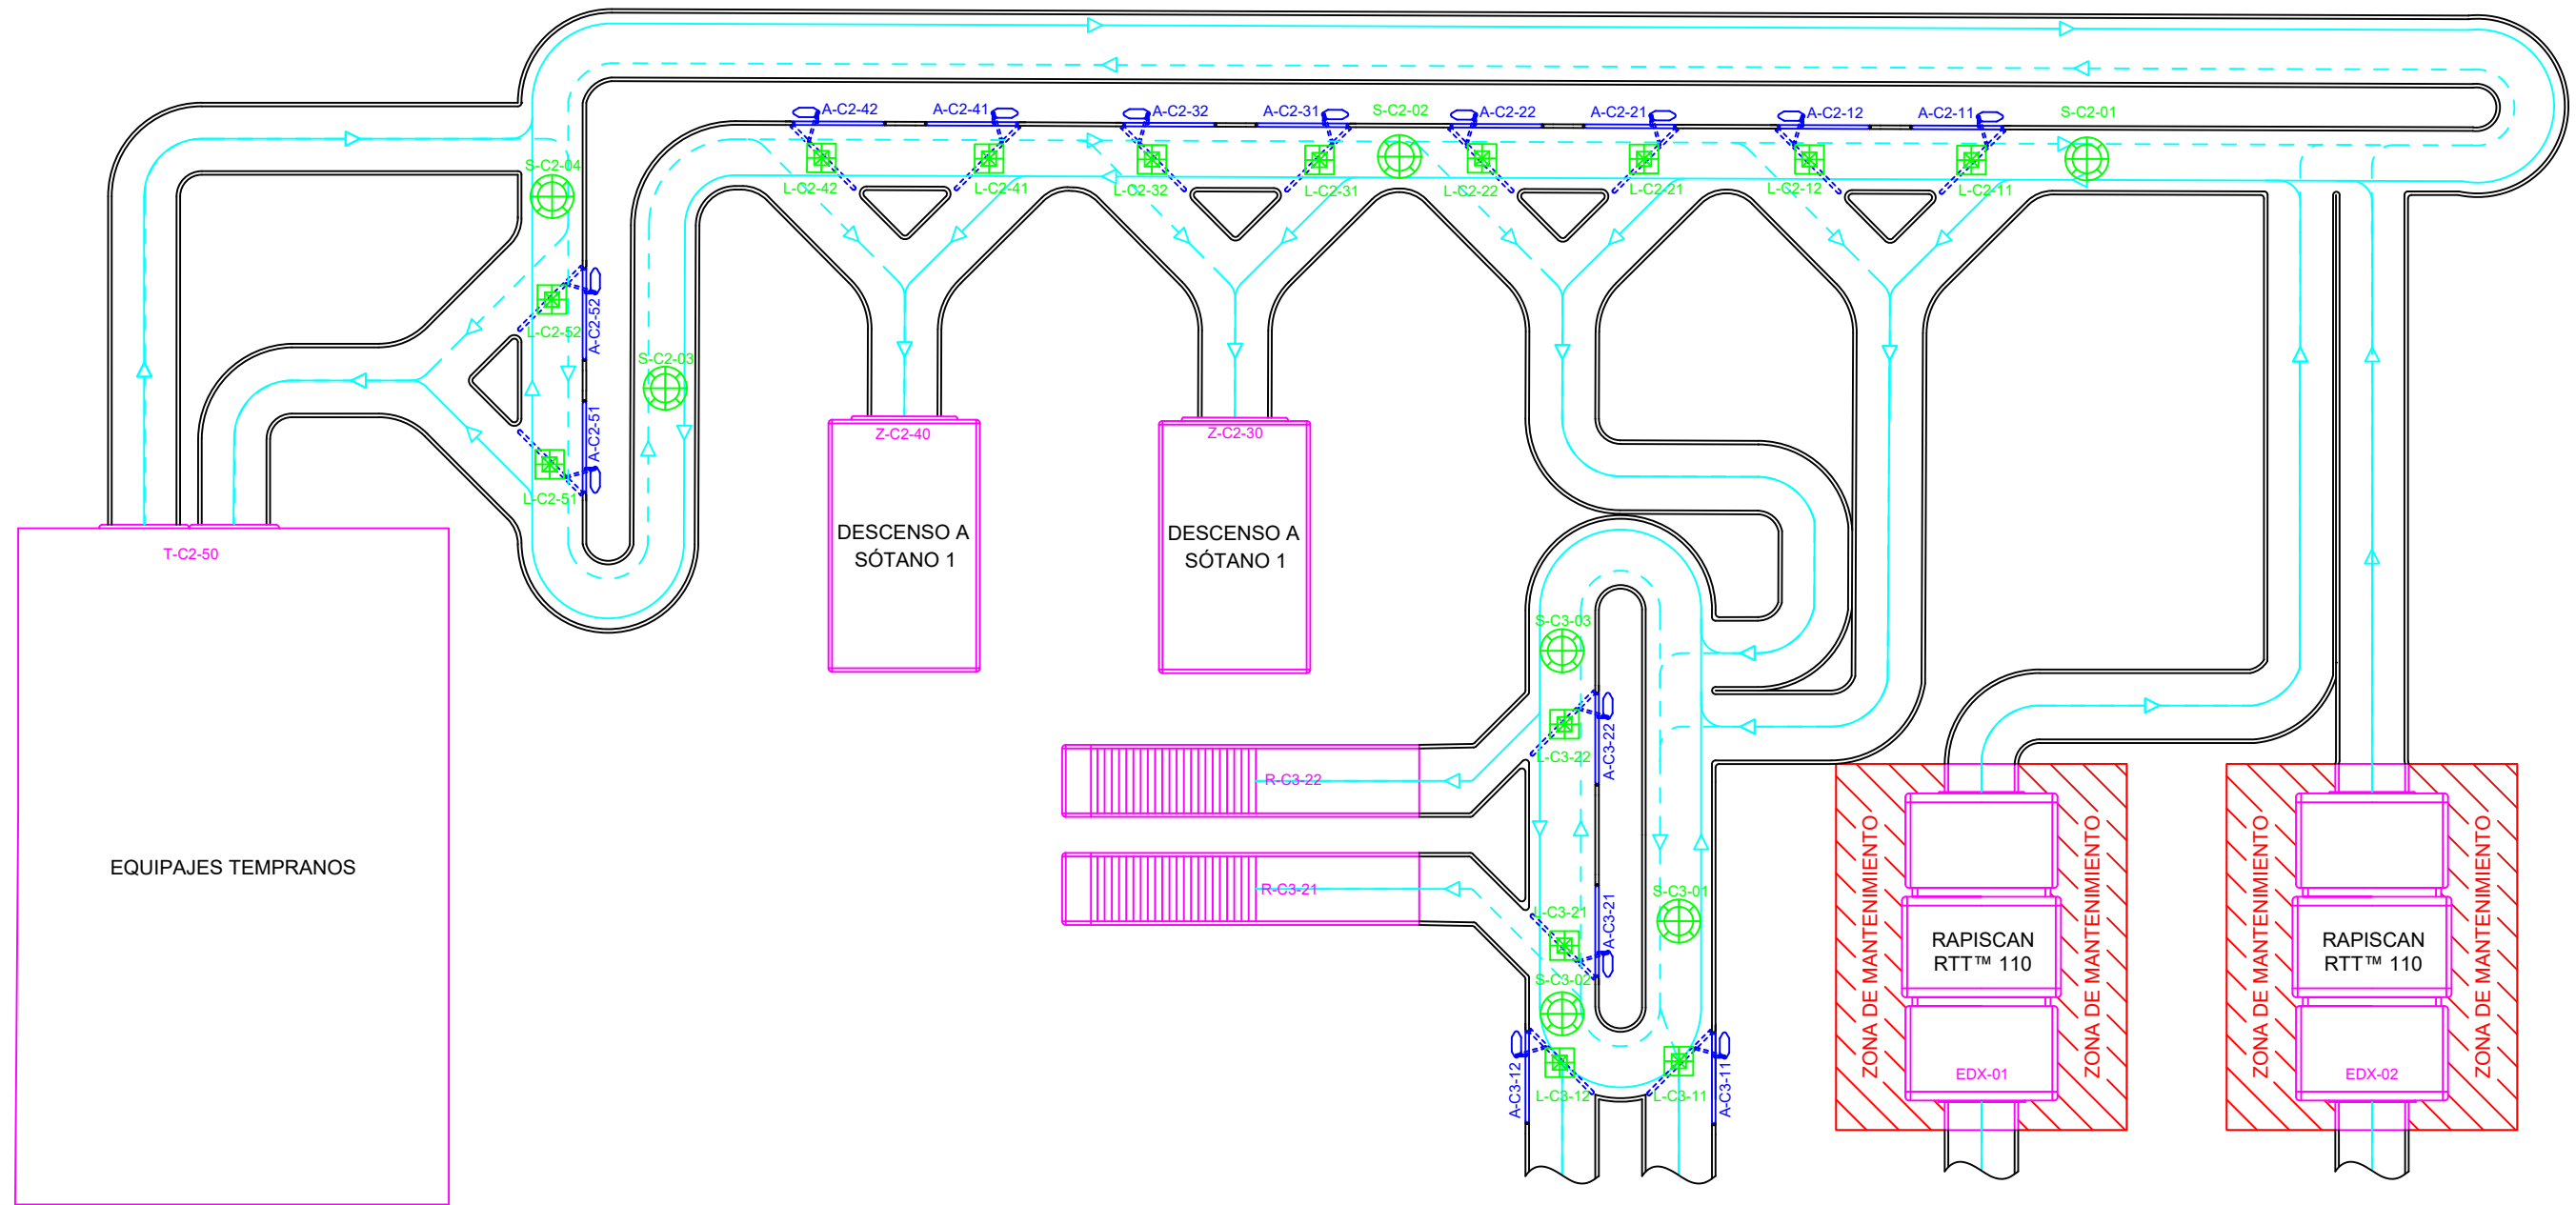 A-C2-42
A-C2-41
A-C2-32
A-C2-31
S-C2-02
A-C2-22
A-C2-21
A-C2-12
A-C2-11
S-C2-01
S-C2-04
L-C2-42
L-C2-41
L-C2-32
L-C2-31
L-C2-22
L-C2-21
L-C2-12
L-C2-11
L-C2-52
A-C2-52
S-C2-03
A-C2-51
L-C2-51
Z-C2-40
Z-C2-30
DESCENSO A
SÓTANO 1
DESCENSO A
SÓTANO 1
T-C2-50
EQUIPAJES TEMPRANOS
S-C3-03
L-C3-22
A-C3-22
R-C3-22
R-C3-21
L-C3-21
A-C3-21
S-C3-01
S-C3-02
A-C3-12
L-C3-12
L-C3-11
A-C3-11
ZONA DE MANTENIMIENTO
RAPISCAN
RTT™ 110
EDX-01
ZONA DE MANTENIMIENTO
ZONA DE MANTENIMIENTO
RAPISCAN
RTT™ 110
EDX-02
ZONA DE MANTENIMIENTO